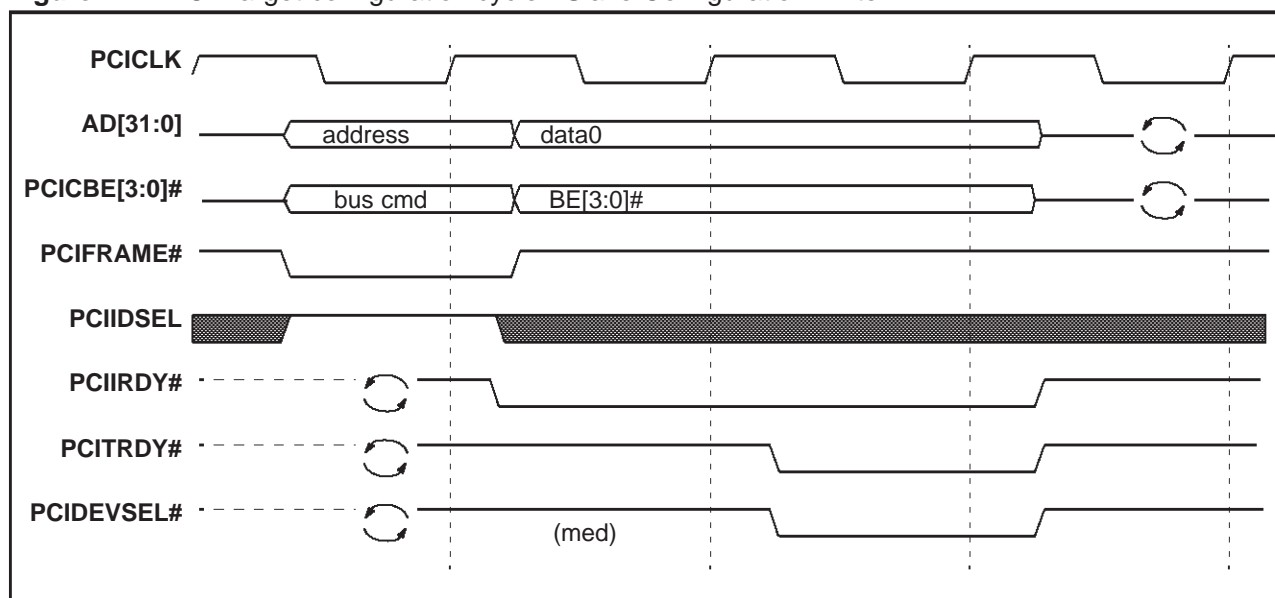 PCICLK
AD[31:0]
address
data0
PCICBE[3:0]#
bus cmd
BE[3:0]#
PCIFRAME#
PCIIDSEL
PCIIRDY#
PCITRDY#
PCIDEVSEL#
(med)